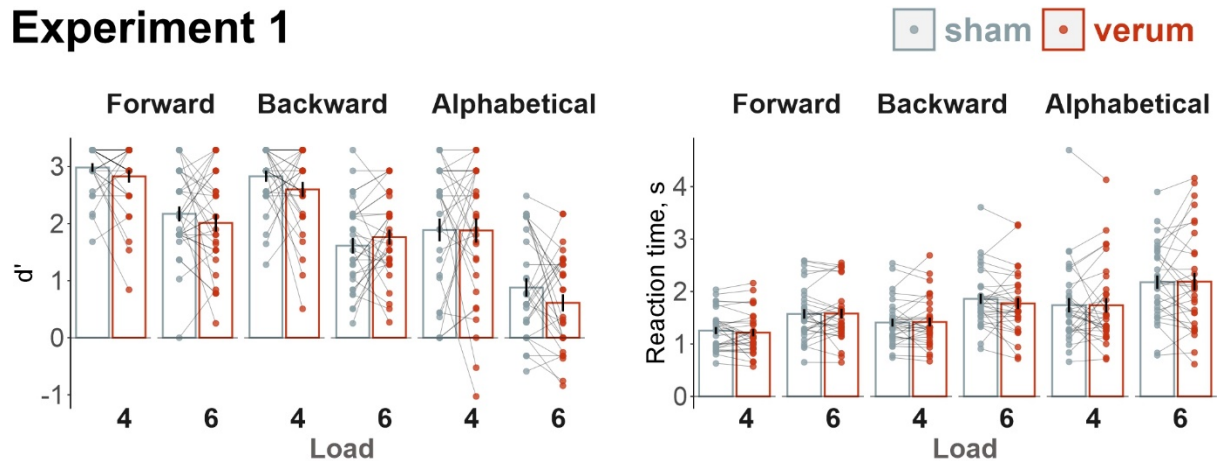 Experiment 1
sham verum
Forward Backward Alphabetical
d'
3
2
1
0
-1
4 6 4 6 4 6
Load
Forward Backward Alphabetical
Reaction time, s
4
3
2
1
0
4 6 4 6 4 6
Load